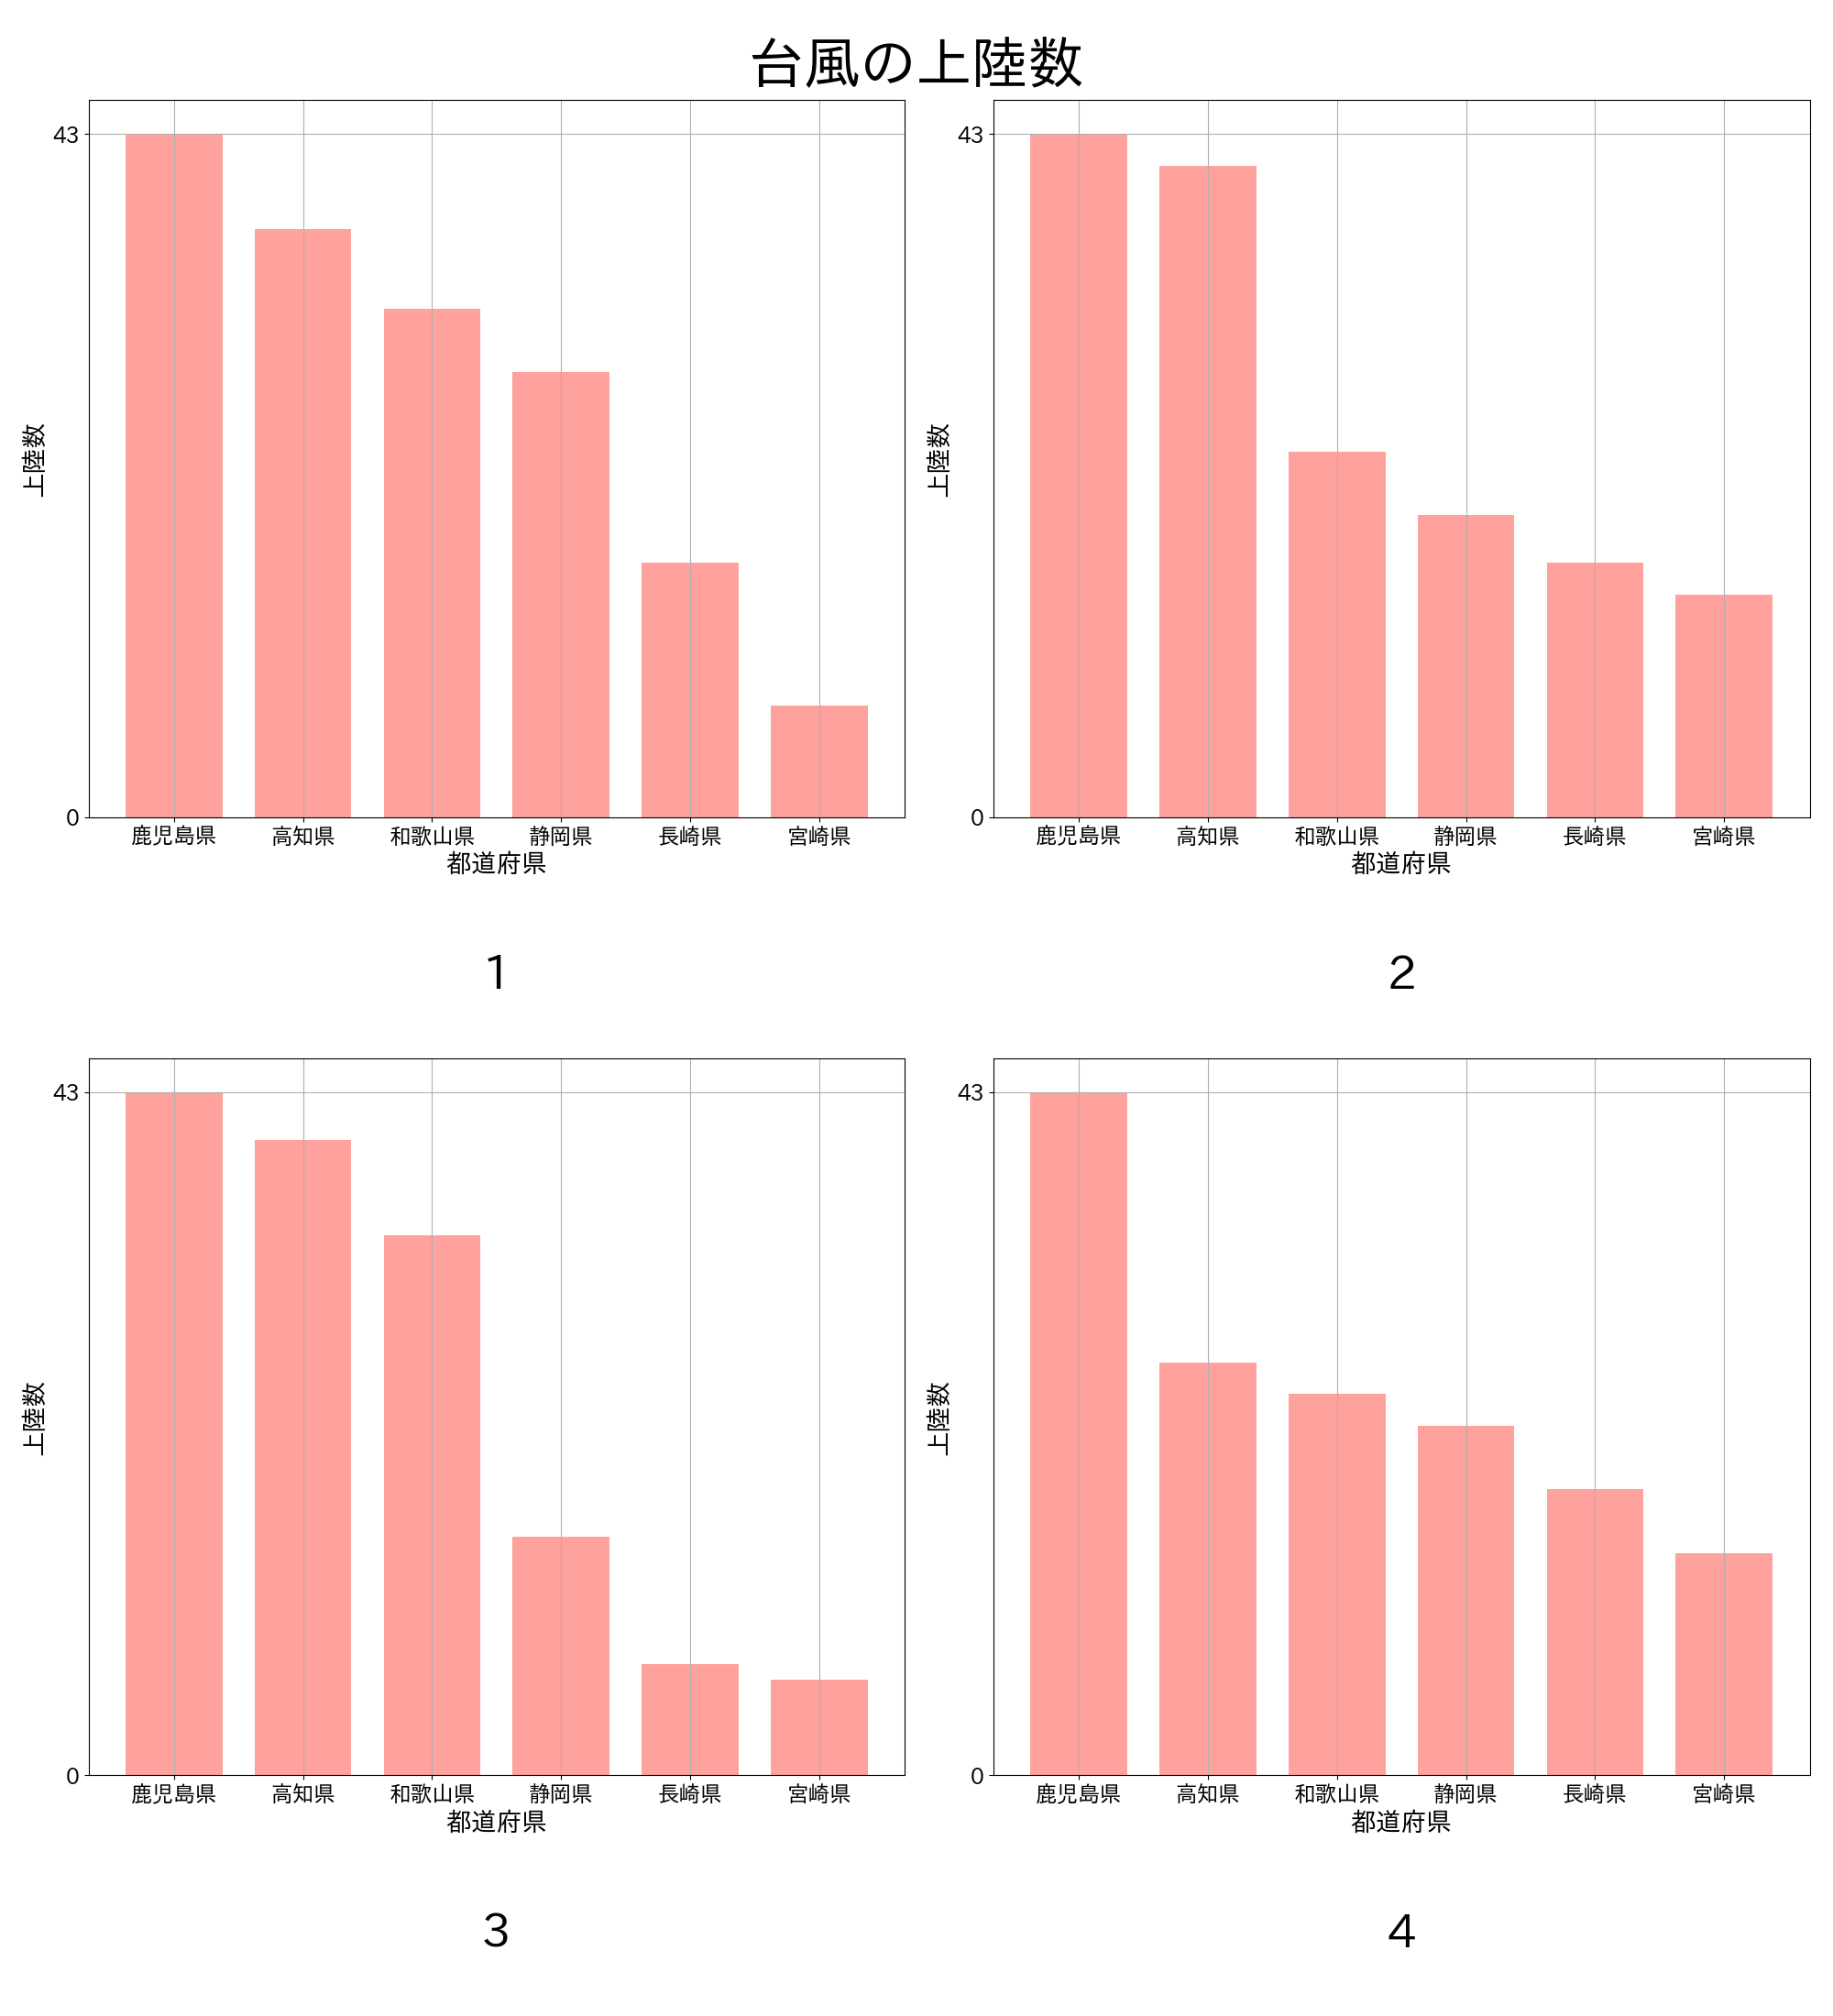 台風の上陸数
43
0
上陸数
鹿児島県 高知県 和歌山県 静岡県 長崎県 宮崎県
都道府県
1
43
0
上陸数
鹿児島県 高知県 和歌山県 静岡県 長崎県 宮崎県
都道府県
2
43
0
上陸数
鹿児島県 高知県 和歌山県 静岡県 長崎県 宮崎県
都道府県
3
43
0
上陸数
鹿児島県 高知県 和歌山県 静岡県 長崎県 宮崎県
都道府県
4